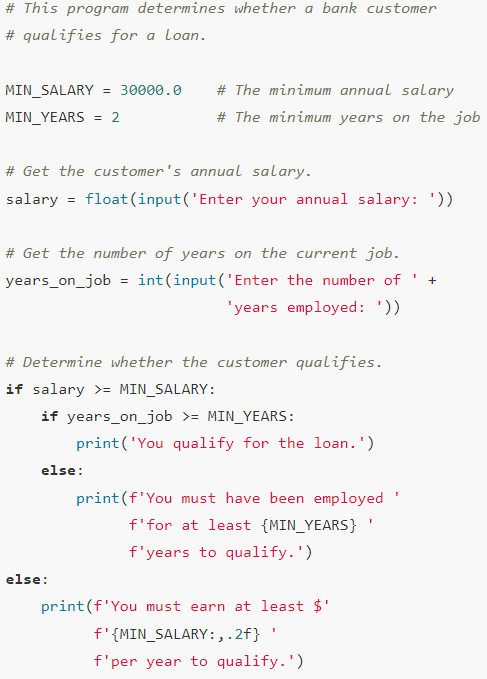 # This program determines whether a bank customer
# qualifies for a loan.

MIN_SALARY = 30000.0    # The minimum annual salary
MIN_YEARS = 2           # The minimum years on the job

# Get the customer's annual salary.
salary = float(input('Enter your annual salary: '))

# Get the number of years on the current job.
years_on_job = int(input('Enter the number of ' +
                         'years employed: '))

# Determine whether the customer qualifies.
if salary >= MIN_SALARY:
    if years_on_job >= MIN_YEARS:
        print('You qualify for the loan.')
    else:
        print(f'You must have been employed '
              f'for at least {MIN_YEARS} '
              f'years to qualify.')
else:
    print(f'You must earn at least $'
          f'{MIN_SALARY:,.2f} '
          f'per year to qualify.')